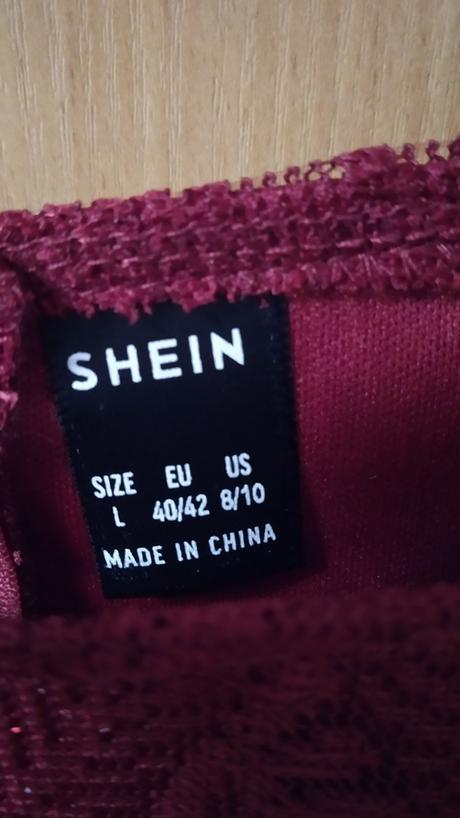 SHEIN
SIZE EU US
L 40/42 8/10
MADE IN CHINA